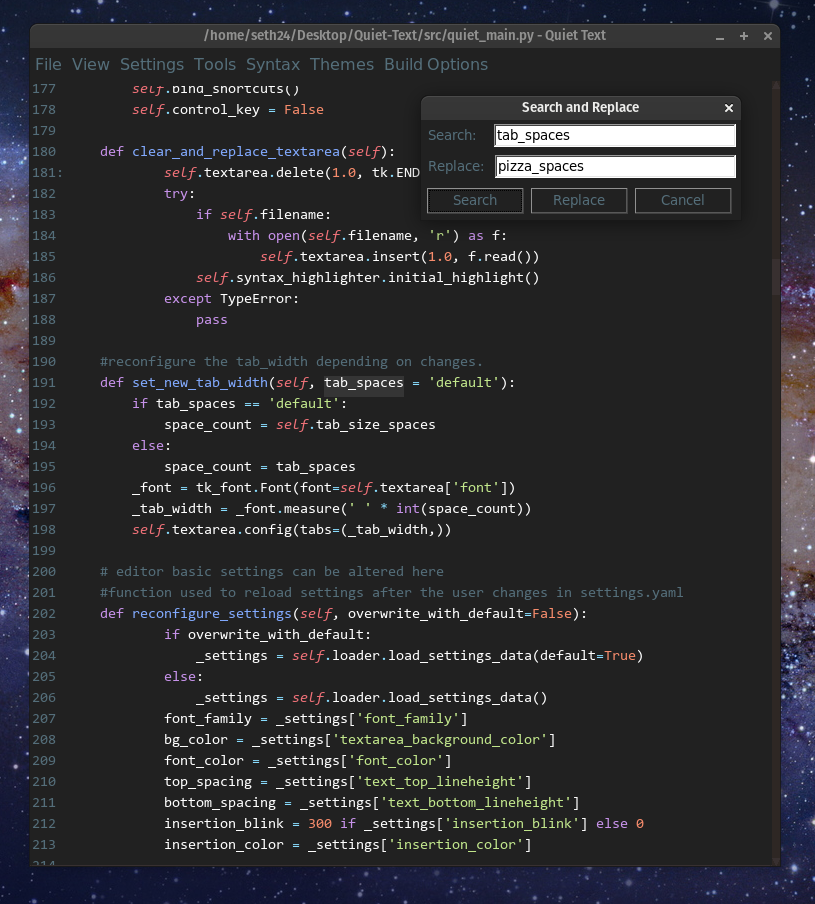 /home/seth24/Desktop/Quiet-Text/src/quiet_main.py - Quiet Text
File View Settings Tools Syntax Themes Build Options
Search and Replace
Search: tab_spaces
Replace: pizza_spaces
Search Replace Cancel
177 self.bind_shortcuts()
178 self.control_key = False
179
180 def clear_and_replace_textarea(self):
181: self.textarea.delete(1.0, tk.END
182 try:
183 if self.filename:
184 with open(self.filename, 'r') as f:
185 self.textarea.insert(1.0, f.read())
186 self.syntax_highlighter.initial_highlight()
187 except TypeError:
188 pass
189
190 #reconfigure the tab_width depending on changes.
191 def set_new_tab_width(self, tab_spaces = 'default'):
192 if tab_spaces == 'default':
193 space_count = self.tab_size_spaces
194 else:
195 space_count = tab_spaces
196 _font = tk_font.Font(font=self.textarea['font'])
197 _tab_width = _font.measure(' ' * int(space_count))
198 self.textarea.config(tabs=(_tab_width,))
199
200 # editor basic settings can be altered here
201 #function used to reload settings after the user changes in settings.yaml
202 def reconfigure_settings(self, overwrite_with_default=False):
203 if overwrite_with_default:
204 _settings = self.loader.load_settings_data(default=True)
205 else:
206 _settings = self.loader.load_settings_data()
207 font_family = _settings['font_family']
208 bg_color = _settings['textarea_background_color']
209 font_color = _settings['font_color']
210 top_spacing = _settings['text_top_lineheight']
211 bottom_spacing = _settings['text_bottom_lineheight']
212 insertion_blink = 300 if _settings['insertion_blink'] else 0
213 insertion_color = _settings['insertion_color']
214